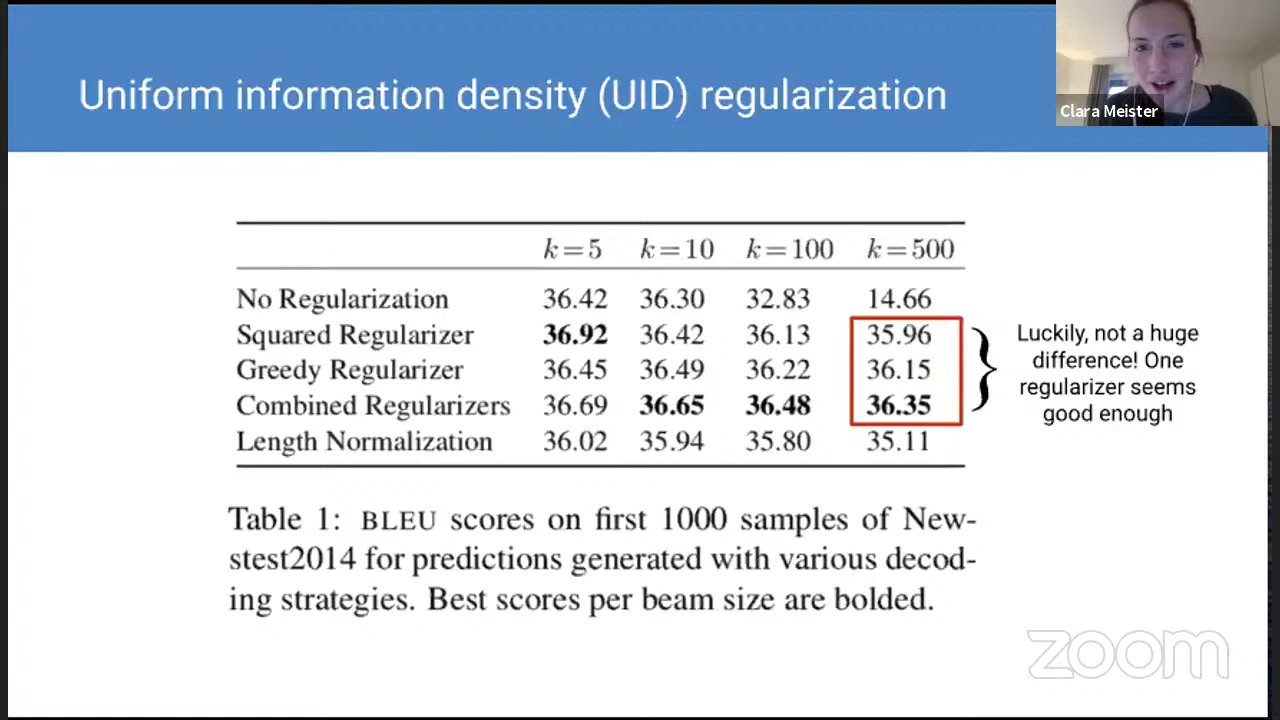 Uniform information density (UID) regularization
Clara Meister
k=5 k=10 k=100 k=500
No Regularization 36.42 36.30 32.83 14.66
Squared Regularizer 36.92 36.42 36.13 35.96
Greedy Regularizer 36.45 36.49 36.22 36.15
Combined Regularizers 36.69 36.65 36.48 36.35
Length Normalization 36.02 35.94 35.80 35.11
Luckily, not a huge
difference! One
regularizer seems
good enough
Table 1: BLEU scores on first 1000 samples of New-
stest2014 for predictions generated with various decod-
ing strategies. Best scores per beam size are bolded.
zoom